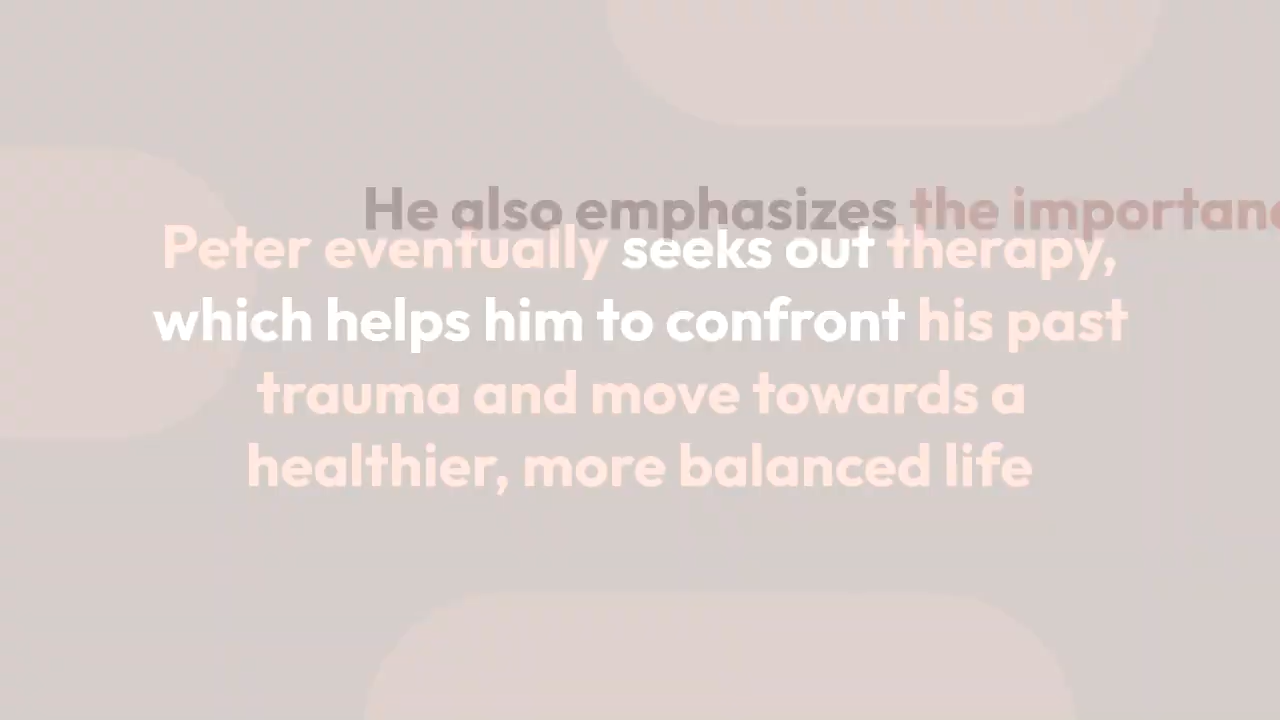 He also emphasizes the importanc
Peter eventually seeks out therapy,
which helps him to confront his past
trauma and move towards a
healthier, more balanced life